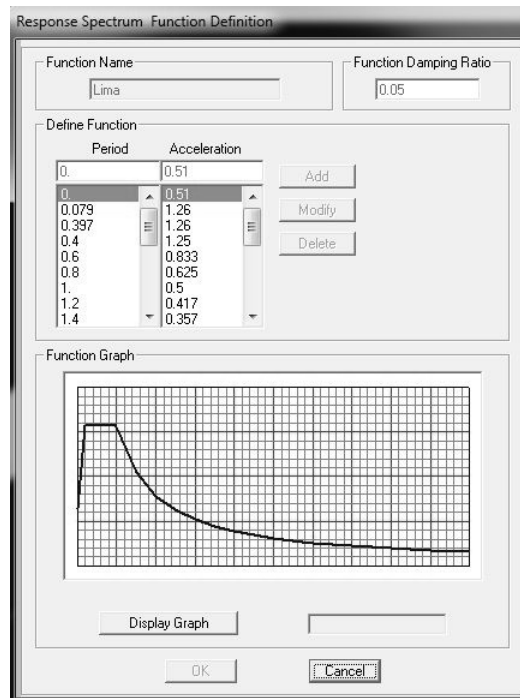 Response Spectrum Function Definition
Function Name
Function Damping Ratio
Lima
0.05
Define Function
Period Acceleration
0. 0.51
0. 0.51
0.079 1.26
0.397 1.26
0.4 1.25
0.6 0.833
0.8 0.625
1. 0.5
1.2 0.417
1.4 0.357
Add
Modify
Delete
Function Graph
Display Graph
OK
Cancel